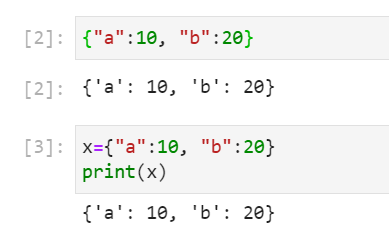 [2]: {"a":10, "b":20}
[2]: {'a': 10, 'b': 20}
[3]: x={"a":10, "b":20}
print(x)
{'a': 10, 'b': 20}